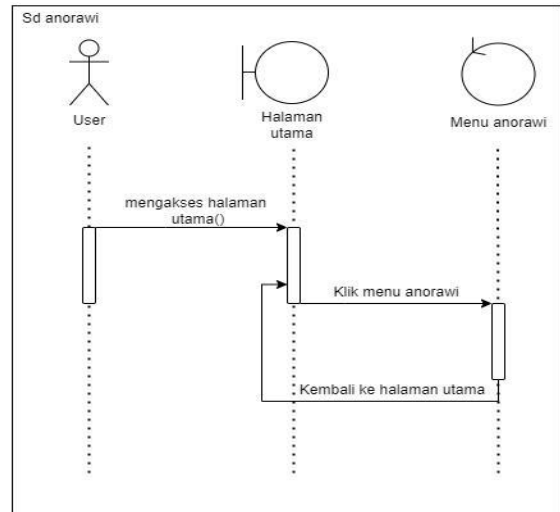 Sd anorawi
User
Halaman
utama
Menu anorawi
mengakses halaman
utama()
Klik menu anorawi
Kembali ke halaman utama